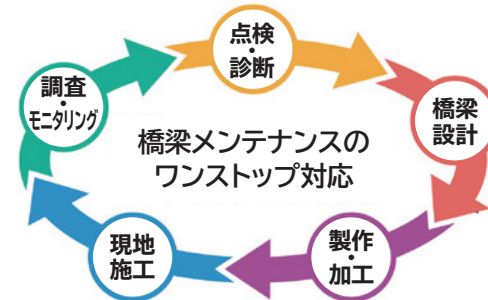 点検
・
診断
調査
・
モニタリング
橋梁
設計
橋梁メンテナンスの
ワンストップ対応
現地
施工
製作
・
加工